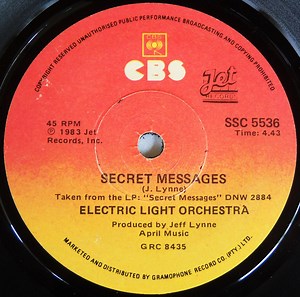 COPYRIGHT RESERVED UNAUTHORISED PUBLIC PERFORMANCE BROADCASTING AND COPYING PROHIBITED
CBS
Jet
RECORDS
45 RPM
℗ 1983 Jet
Records, Inc.
SSC 5536
Time: 4.43
SECRET MESSAGES
(J. Lynne)
Taken from the LP: "Secret Messages" DNW 2884
ELECTRIC LIGHT ORCHESTRA
Produced by Jeff Lynne
April Music
GRC 8435
MARKETED AND DISTRIBUTED BY GRAMOPHONE RECORD CO (PTY.) LTD.